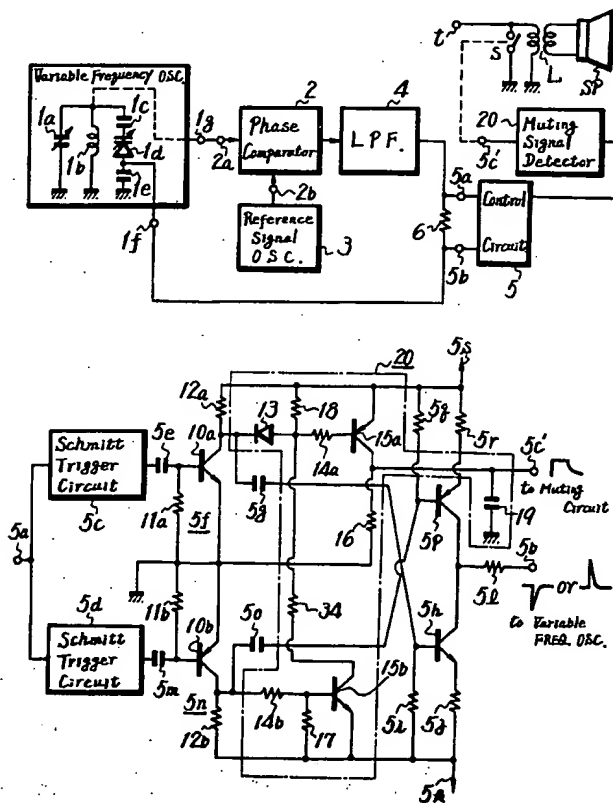 t
S
L
SP
Variable Frequency OSC.
1a
1b
1c
1d
1e
1f
1g
2a
2
Phase
Comparator
2b
Reference
Signal
OSC.
3
4
L.P.F.
20
Muting
Signal
Detector
5c'
5a
6
5b
Control
Circuit
5
20
5s
12a
13
18
5q
5r
10a
14a
15a
5c'
to Muting
Circuit
Schmitt
Trigger
Circuit
5c
5e
5g
5a
11a
5f
16
5p
19
5b
5l
or
to Variable
FREQ. OSC.
11b
34
5d
Schmitt
Trigger
Circuit
5m
10b
5o
5h
15b
5n
14b
12b
17
5i
5j
5k